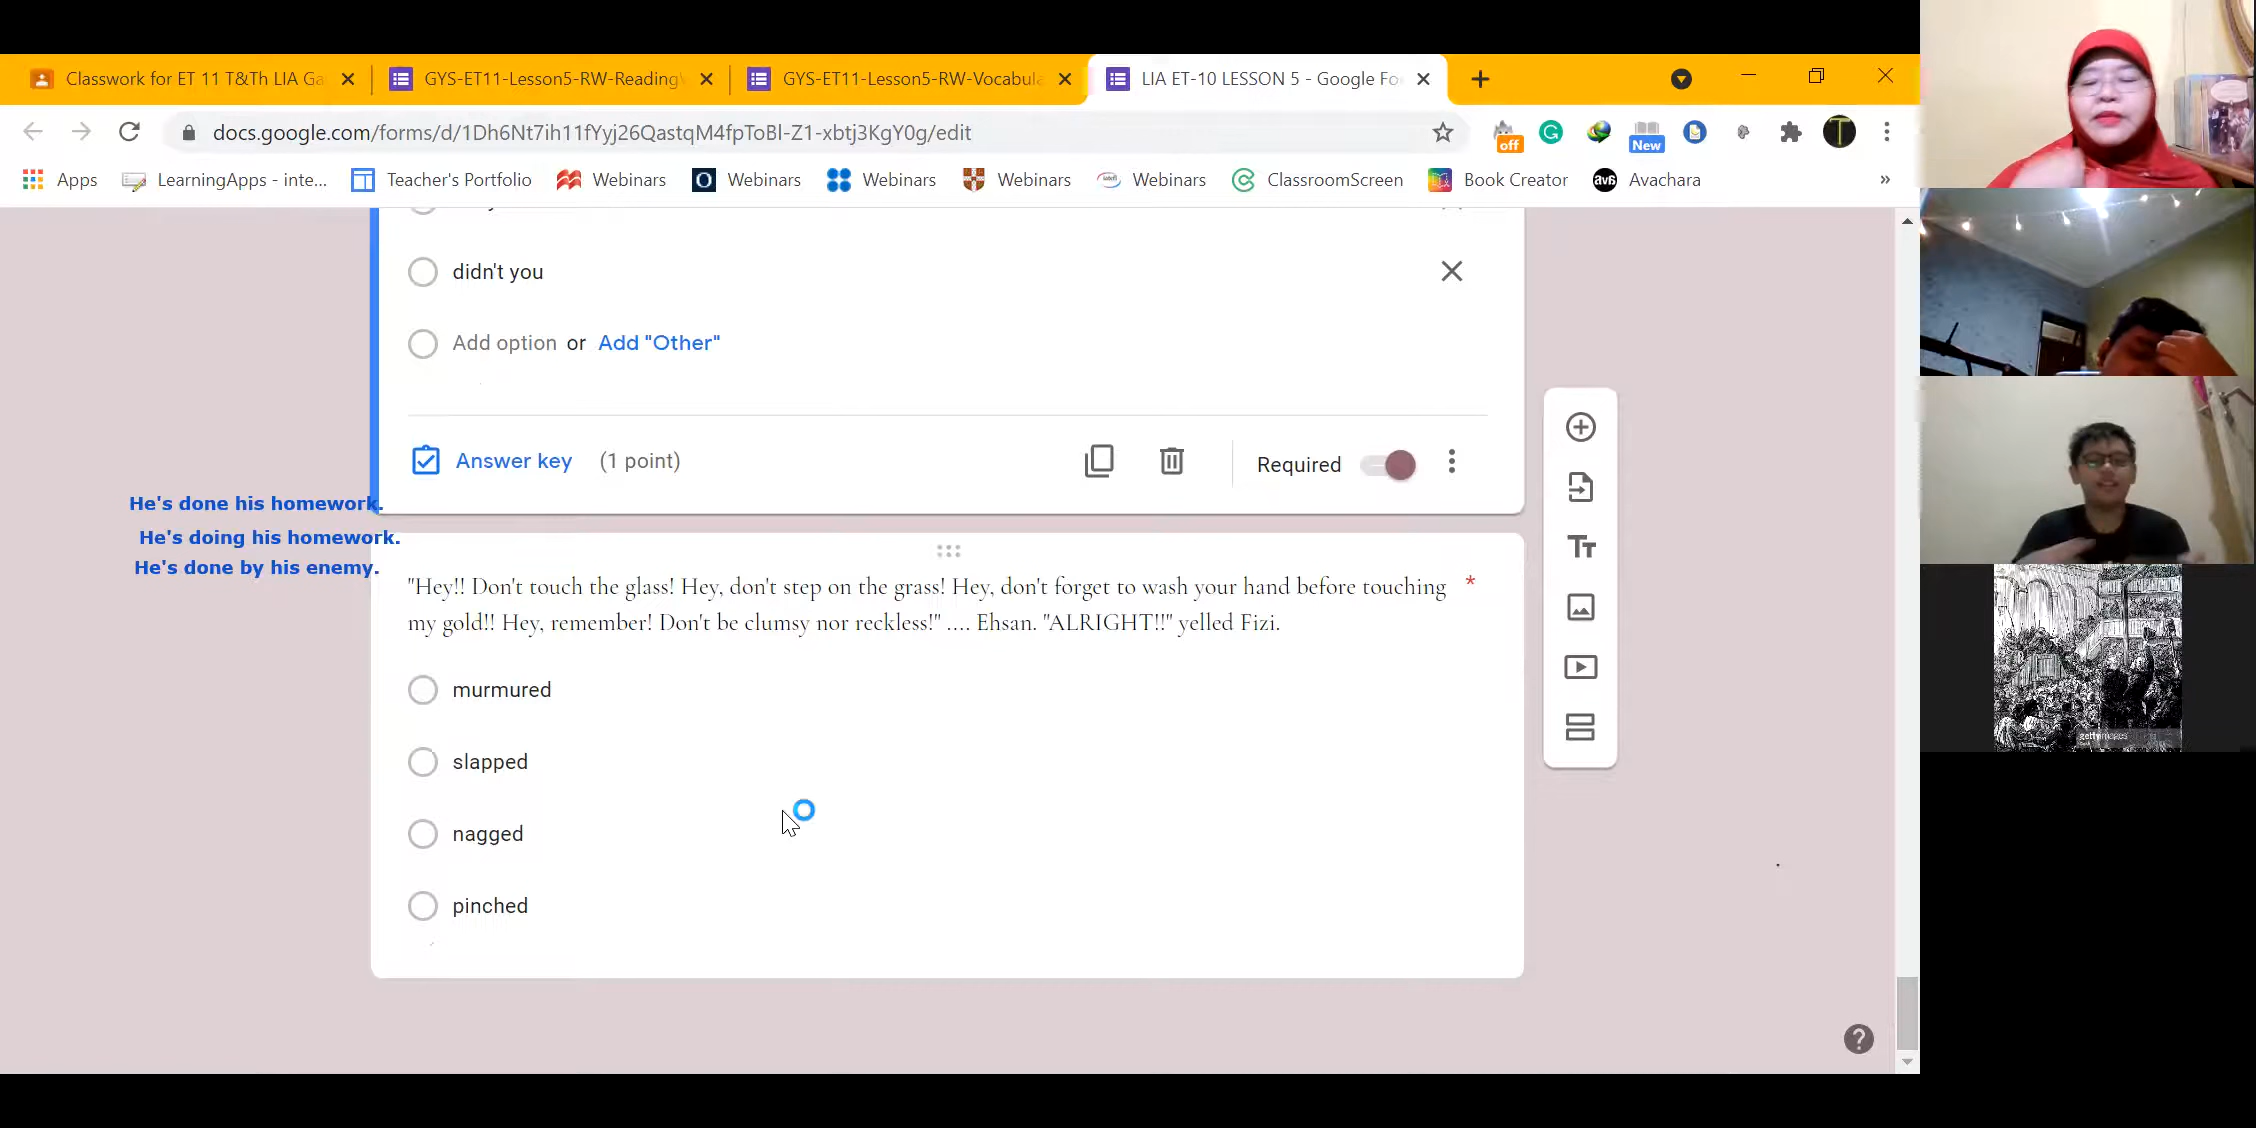 Classwork for ET 11 T&Th LIA Ga
GYS-ET11-Lesson5-RW-Reading
GYS-ET11-Lesson5-RW-Vocabula
LIA ET-10 LESSON 5 - Google Fo
docs.google.com/forms/d/1Dh6Nt7ih11fYyj26QastqM4fpToBl-Z1-xbtj3KgY0g/edit
off
New
T
Apps
LearningApps - inte...
Teacher's Portfolio
Webinars
Webinars
Webinars
Webinars
Webinars
ClassroomScreen
Book Creator
Avachara
»
didn't you
Add option or Add "Other"
Answer key (1 point)
Required
He's done his homework.
He's doing his homework.
He's done by his enemy.
"Hey!! Don't touch the glass! Hey, don't step on the grass! Hey, don't forget to wash your hand before touching *
my gold!! Hey, remember! Don't be clumsy nor reckless!" .... Ehsan. "ALRIGHT!!" yelled Fizi.
murmured
slapped
nagged
pinched
gettyimages